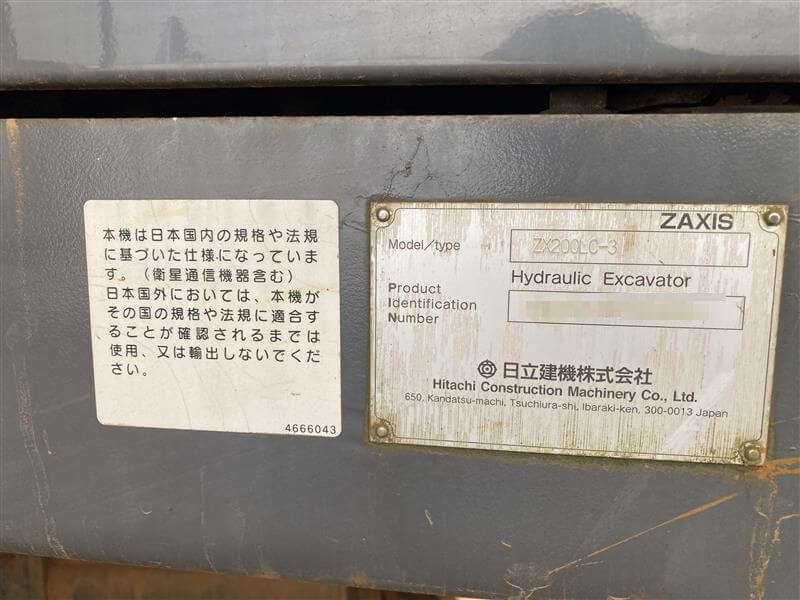 本機は日本国内の規格や法規
に基づいた仕様になっていま
す。(衛星通信機器含む)
日本国外においては、本機が
その国の規格や法規に適合す
ることが確認されるまでは
使用、又は輸出しないでくだ
さい。
4666043
ZAXIS
Model/type ZX200LC-3
Hydraulic Excavator
Product
Identification
Number
日立建機株式会社
Hitachi Construction Machinery Co., Ltd.
650, Kandatsu-machi, Tsuchiura-shi, Ibaraki-ken, 300-0013 Japan